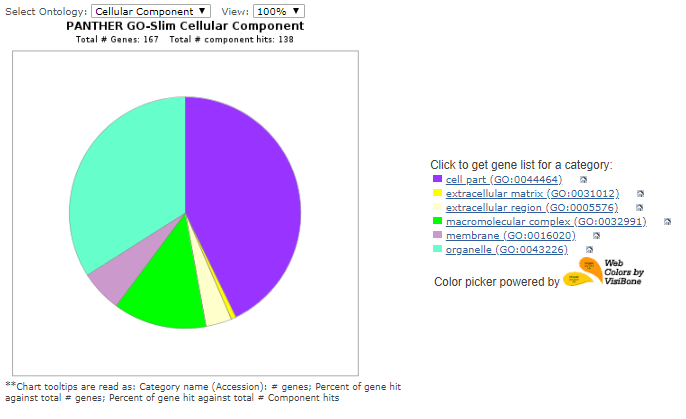 Select Ontology: Cellular Component View: 100%
PANTHER GO-Slim Cellular Component
Total # Genes: 167 Total # component hits: 138
Click to get gene list for a category:
cell part (GO:0044464)
extracellular matrix (GO:0031012)
extracellular region (GO:0005576)
macromolecular complex (GO:0032991)
membrane (GO:0016020)
organelle (GO:0043226)
Color picker powered by
Web
Colors by
VisiBone
**Chart tooltips are read as: Category name (Accession): # genes; Percent of gene hit
against total # genes; Percent of gene hit against total # Component hits